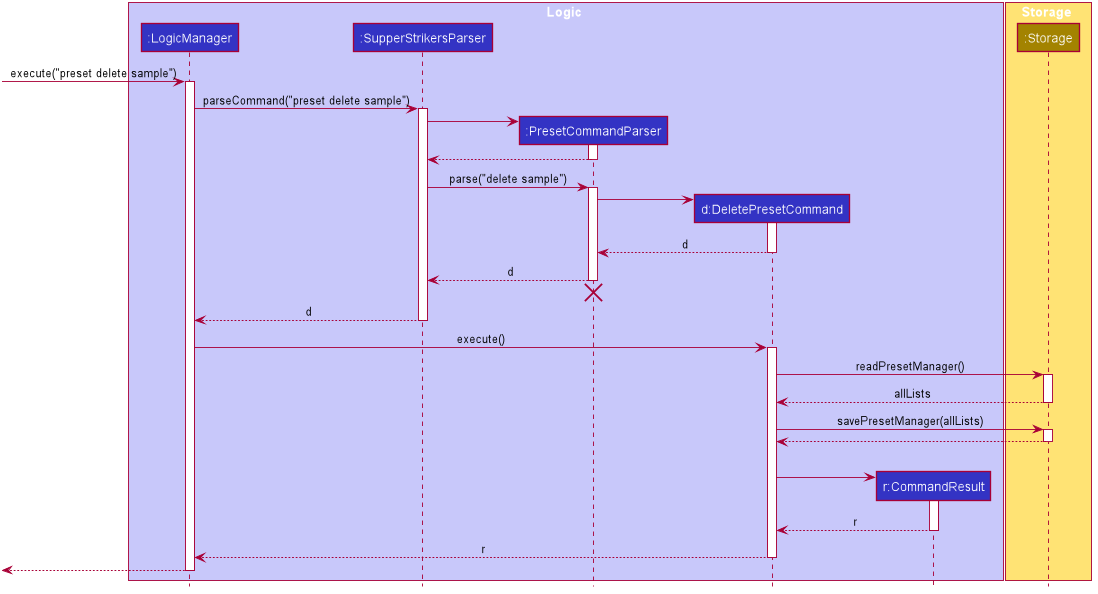 Logic
Storage
:LogicManager
:SupperStrikersParser
:Storage
execute("preset delete sample")
parseCommand("preset delete sample")
:PresetCommandParser
parse("delete sample")
d:DeletePresetCommand
d
d
d
execute()
readPresetManager()
allLists
savePresetManager(allLists)
r:CommandResult
r
r